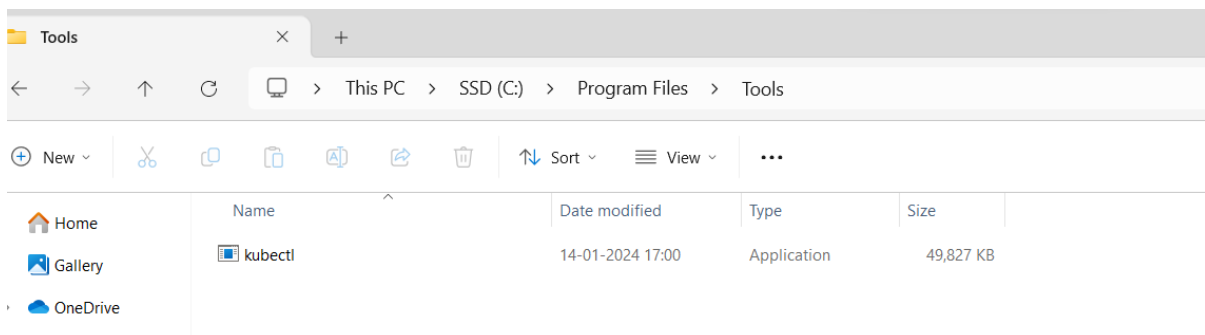 Tools
This PC > SSD (C:) > Program Files > Tools
New Sort View
Name Date modified Type Size
Home
kubectl 14-01-2024 17:00 Application 49,827 KB
Gallery
OneDrive